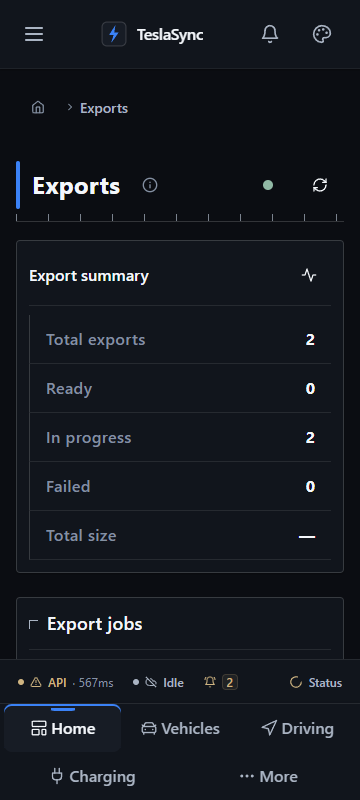 TeslaSync
Exports
Exports
Export summary
Total exports 2
Ready 0
In progress 2
Failed 0
Total size —
Export jobs
API · 567ms Idle 2 Status
Home Vehicles Driving
Charging More